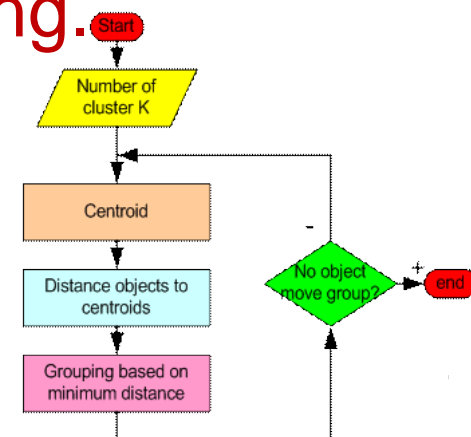 ng.
Start
Number of
cluster K
Centroid
Distance objects to
centroids
Grouping based on
minimum distance
-
No object
move group?
+
end